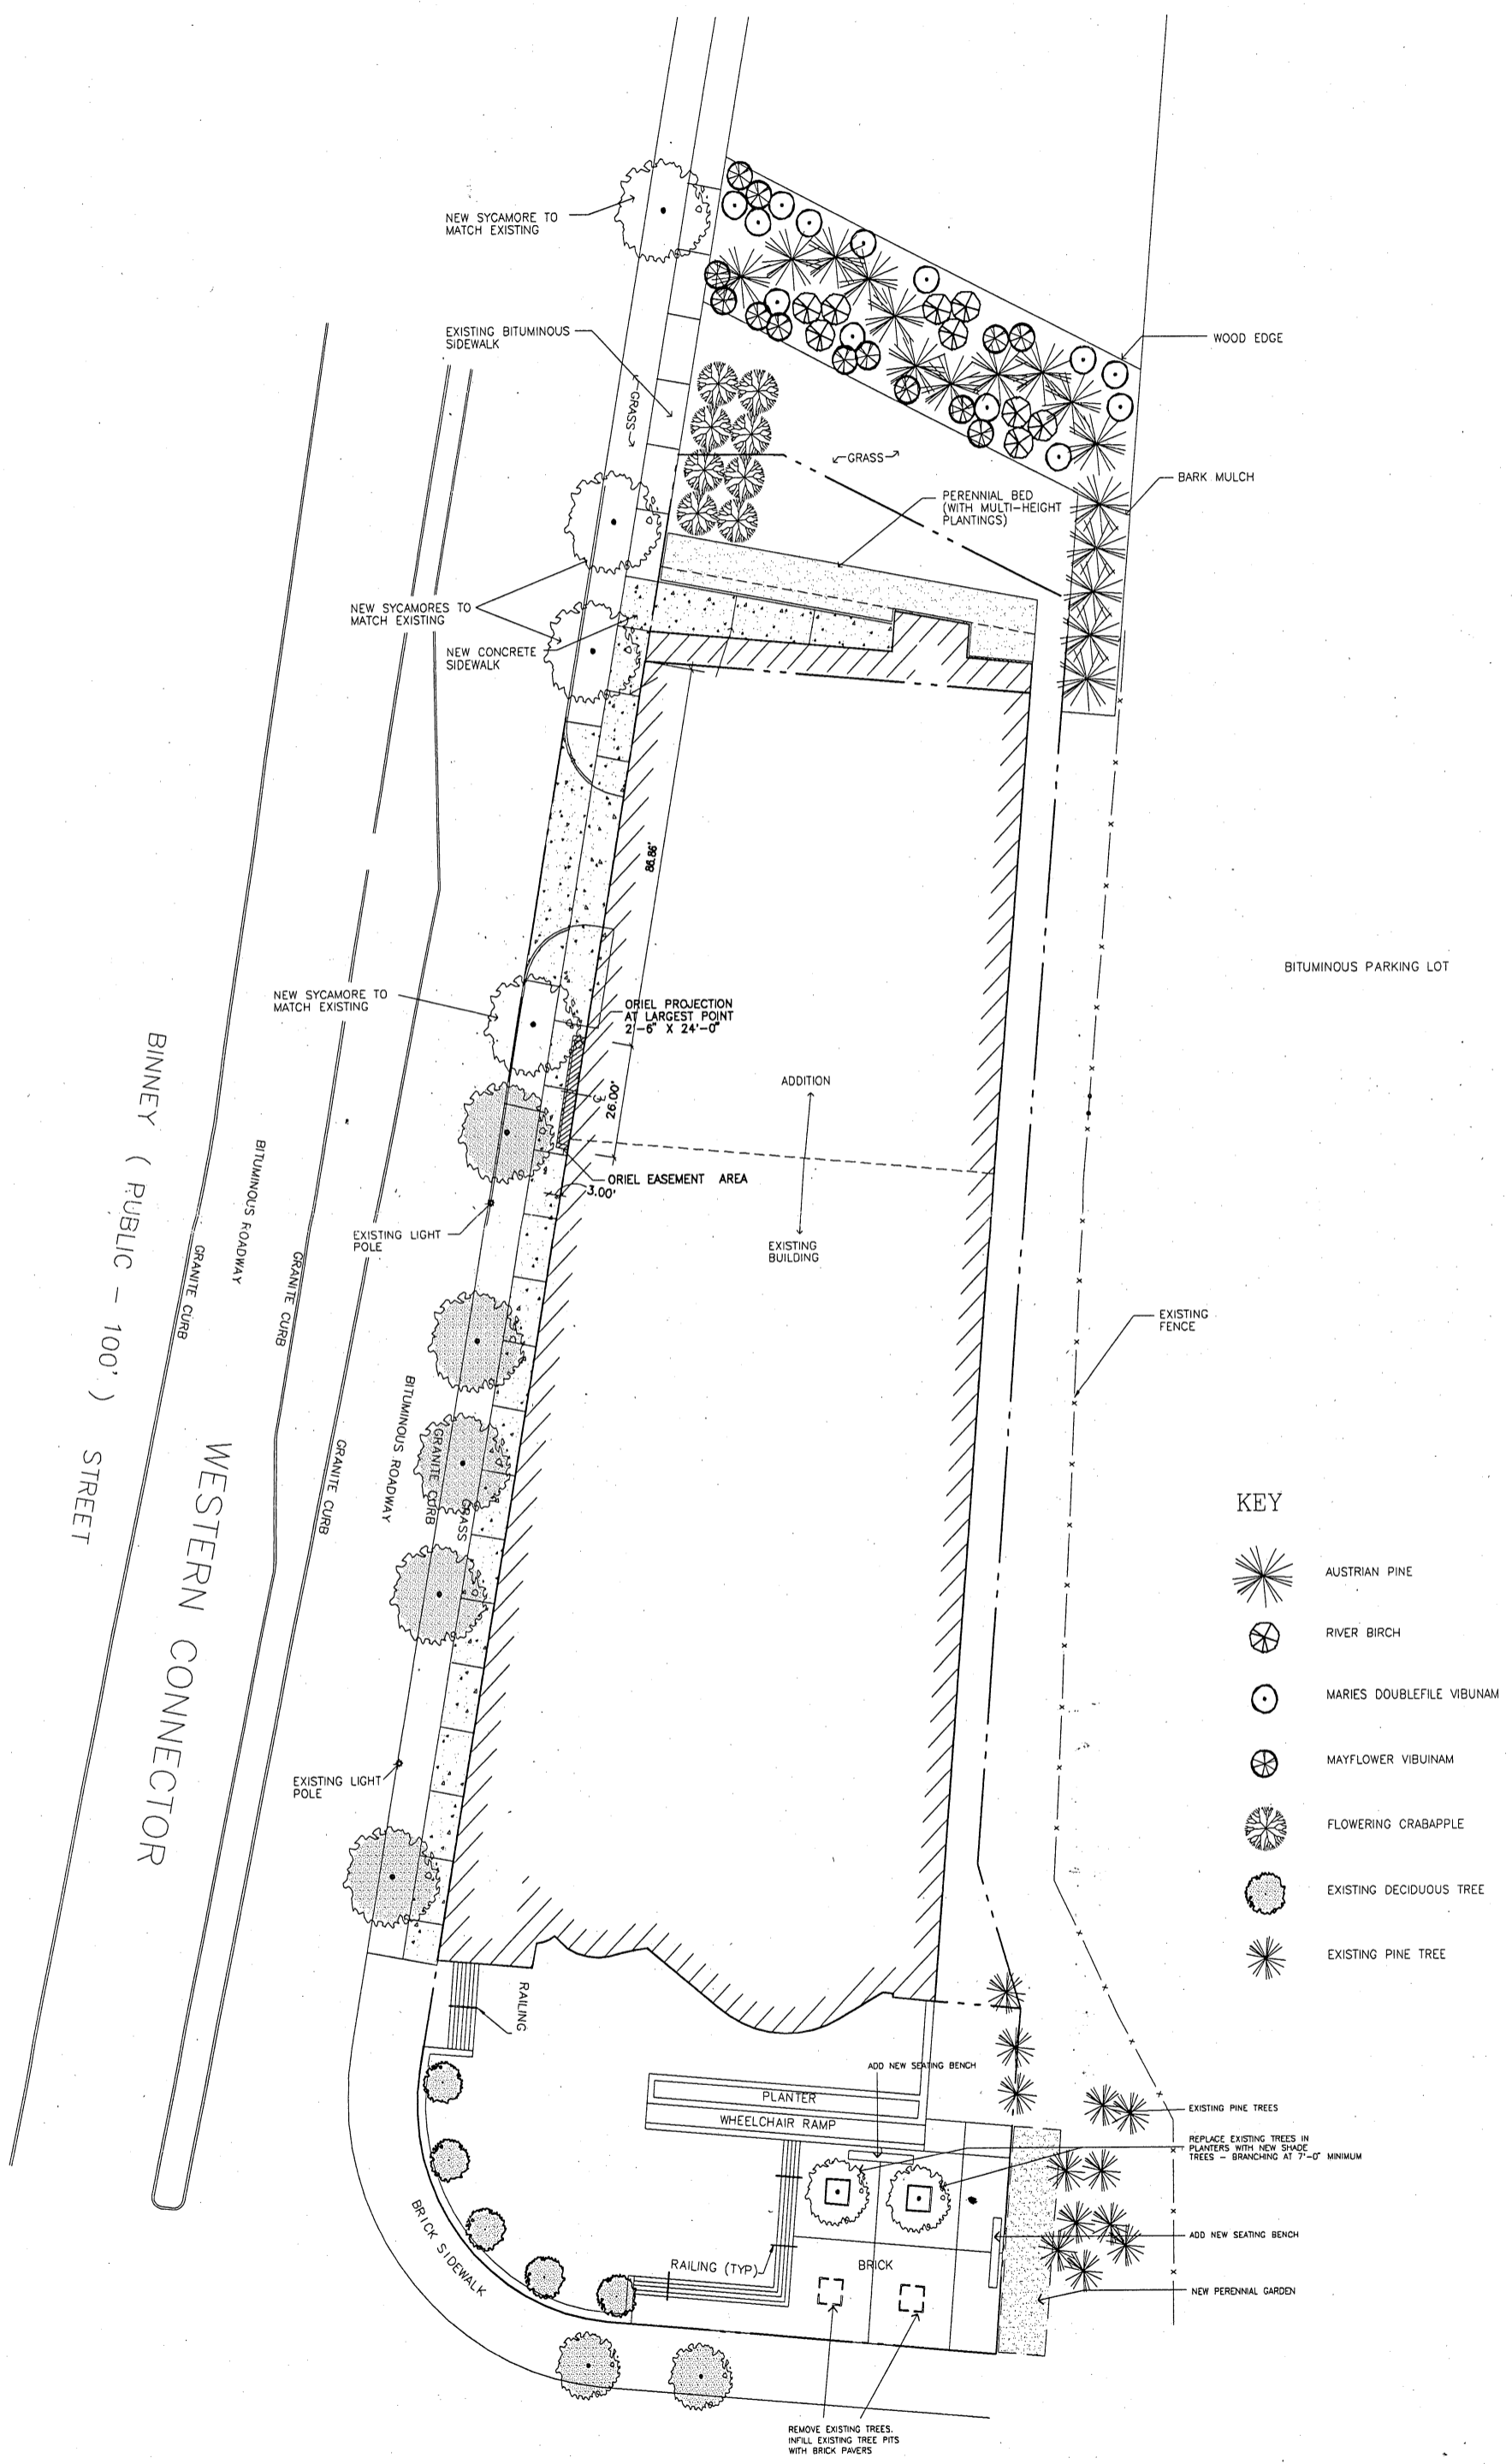 NEW SYCAMORE TO
MATCH EXISTING
EXISTING BITUMINOUS
SIDEWALK
GRASS
WOOD EDGE
GRASS
BARK MULCH
PERENNIAL BED
(WITH MULTI-HEIGHT
PLANTINGS)
NEW SYCAMORES TO
MATCH EXISTING
NEW CONCRETE
SIDEWALK
86.86'
BITUMINOUS PARKING LOT
NEW SYCAMORE TO
MATCH EXISTING
ORIEL PROJECTION
AT LARGEST POINT
2'-6" X 24'-0"
ADDITION
3
26.00'
ORIEL EASEMENT AREA
3.00'
EXISTING LIGHT
POLE
EXISTING
BUILDING
EXISTING
FENCE
BINNEY ( PUBLIC - 100' ) STREET
BITUMINOUS ROADWAY
GRANITE CURB
GRANITE CURB
WESTERN CONNECTOR
GRANITE CURB
BITUMINOUS ROADWAY
GRANITE CURB
GRASS
KEY
AUSTRIAN PINE
RIVER BIRCH
MARIES DOUBLEFILE VIBUNAM
MAYFLOWER VIBUINAM
FLOWERING CRABAPPLE
EXISTING DECIDUOUS TREE
EXISTING PINE TREE
EXISTING LIGHT
POLE
RAILING
ADD NEW SEATING BENCH
PLANTER
WHEELCHAIR RAMP
EXISTING PINE TREES
REPLACE EXISTING TREES IN
PLANTERS WITH NEW SHADE
TREES - BRANCHING AT 7'-0" MINIMUM
BRICK SIDEWALK
ADD NEW SEATING BENCH
RAILING (TYP)
BRICK
NEW PERENNIAL GARDEN
REMOVE EXISTING TREES.
INFILL EXISTING TREE PITS
WITH BRICK PAVERS